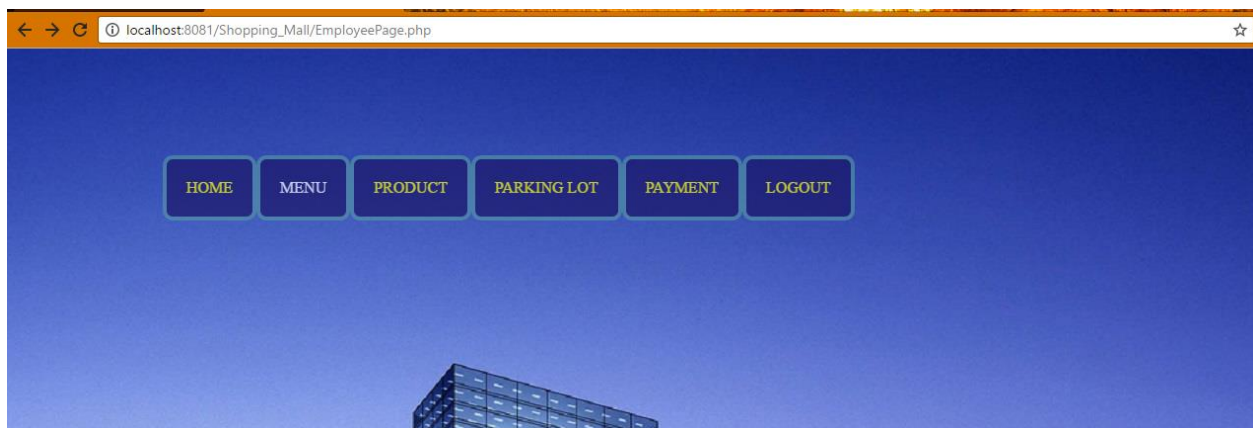 localhost:8081/Shopping_Mall/EmployeePage.php
HOME MENU PRODUCT PARKING LOT PAYMENT LOGOUT